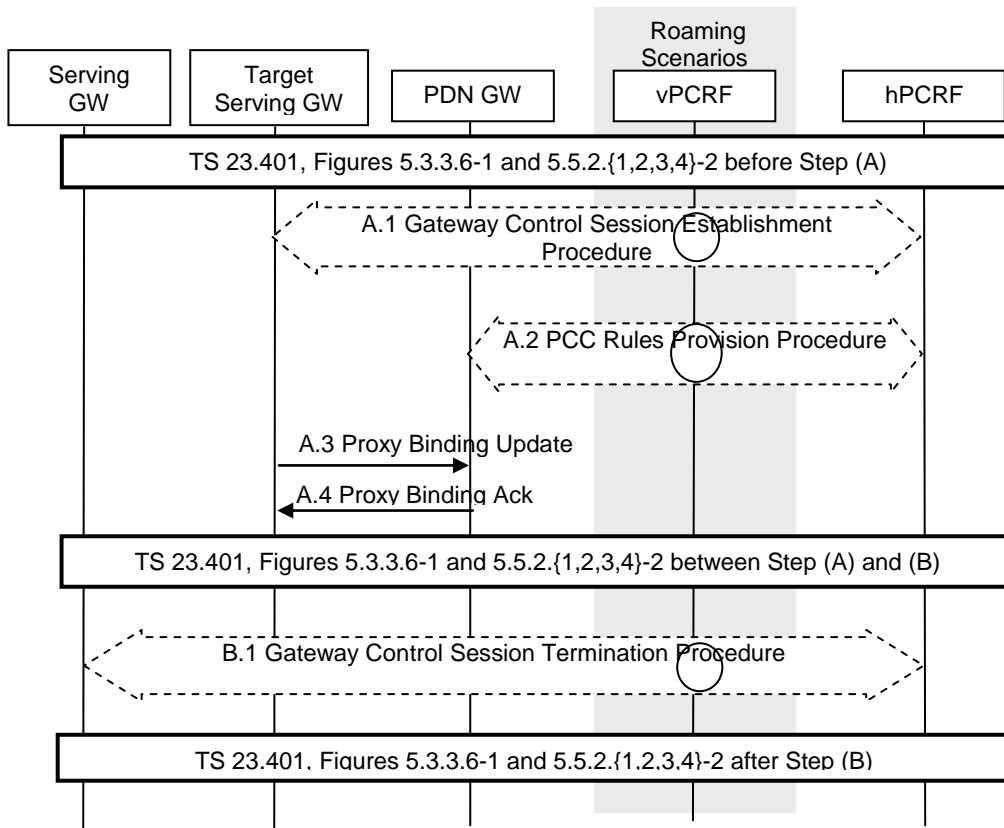 Roaming
Scenarios
Serving
GW
Target
Serving GW
PDN GW
vPCRF
hPCRF
TS 23.401, Figures 5.3.3.6-1 and 5.5.2.{1,2,3,4}-2 before Step (A)
A.1 Gateway Control Session Establishment
Procedure
A.2 PCC Rules Provision Procedure
A.3 Proxy Binding Update
A.4 Proxy Binding Ack
TS 23.401, Figures 5.3.3.6-1 and 5.5.2.{1,2,3,4}-2 between Step (A) and (B)
B.1 Gateway Control Session Termination Procedure
TS 23.401, Figures 5.3.3.6-1 and 5.5.2.{1,2,3,4}-2 after Step (B)